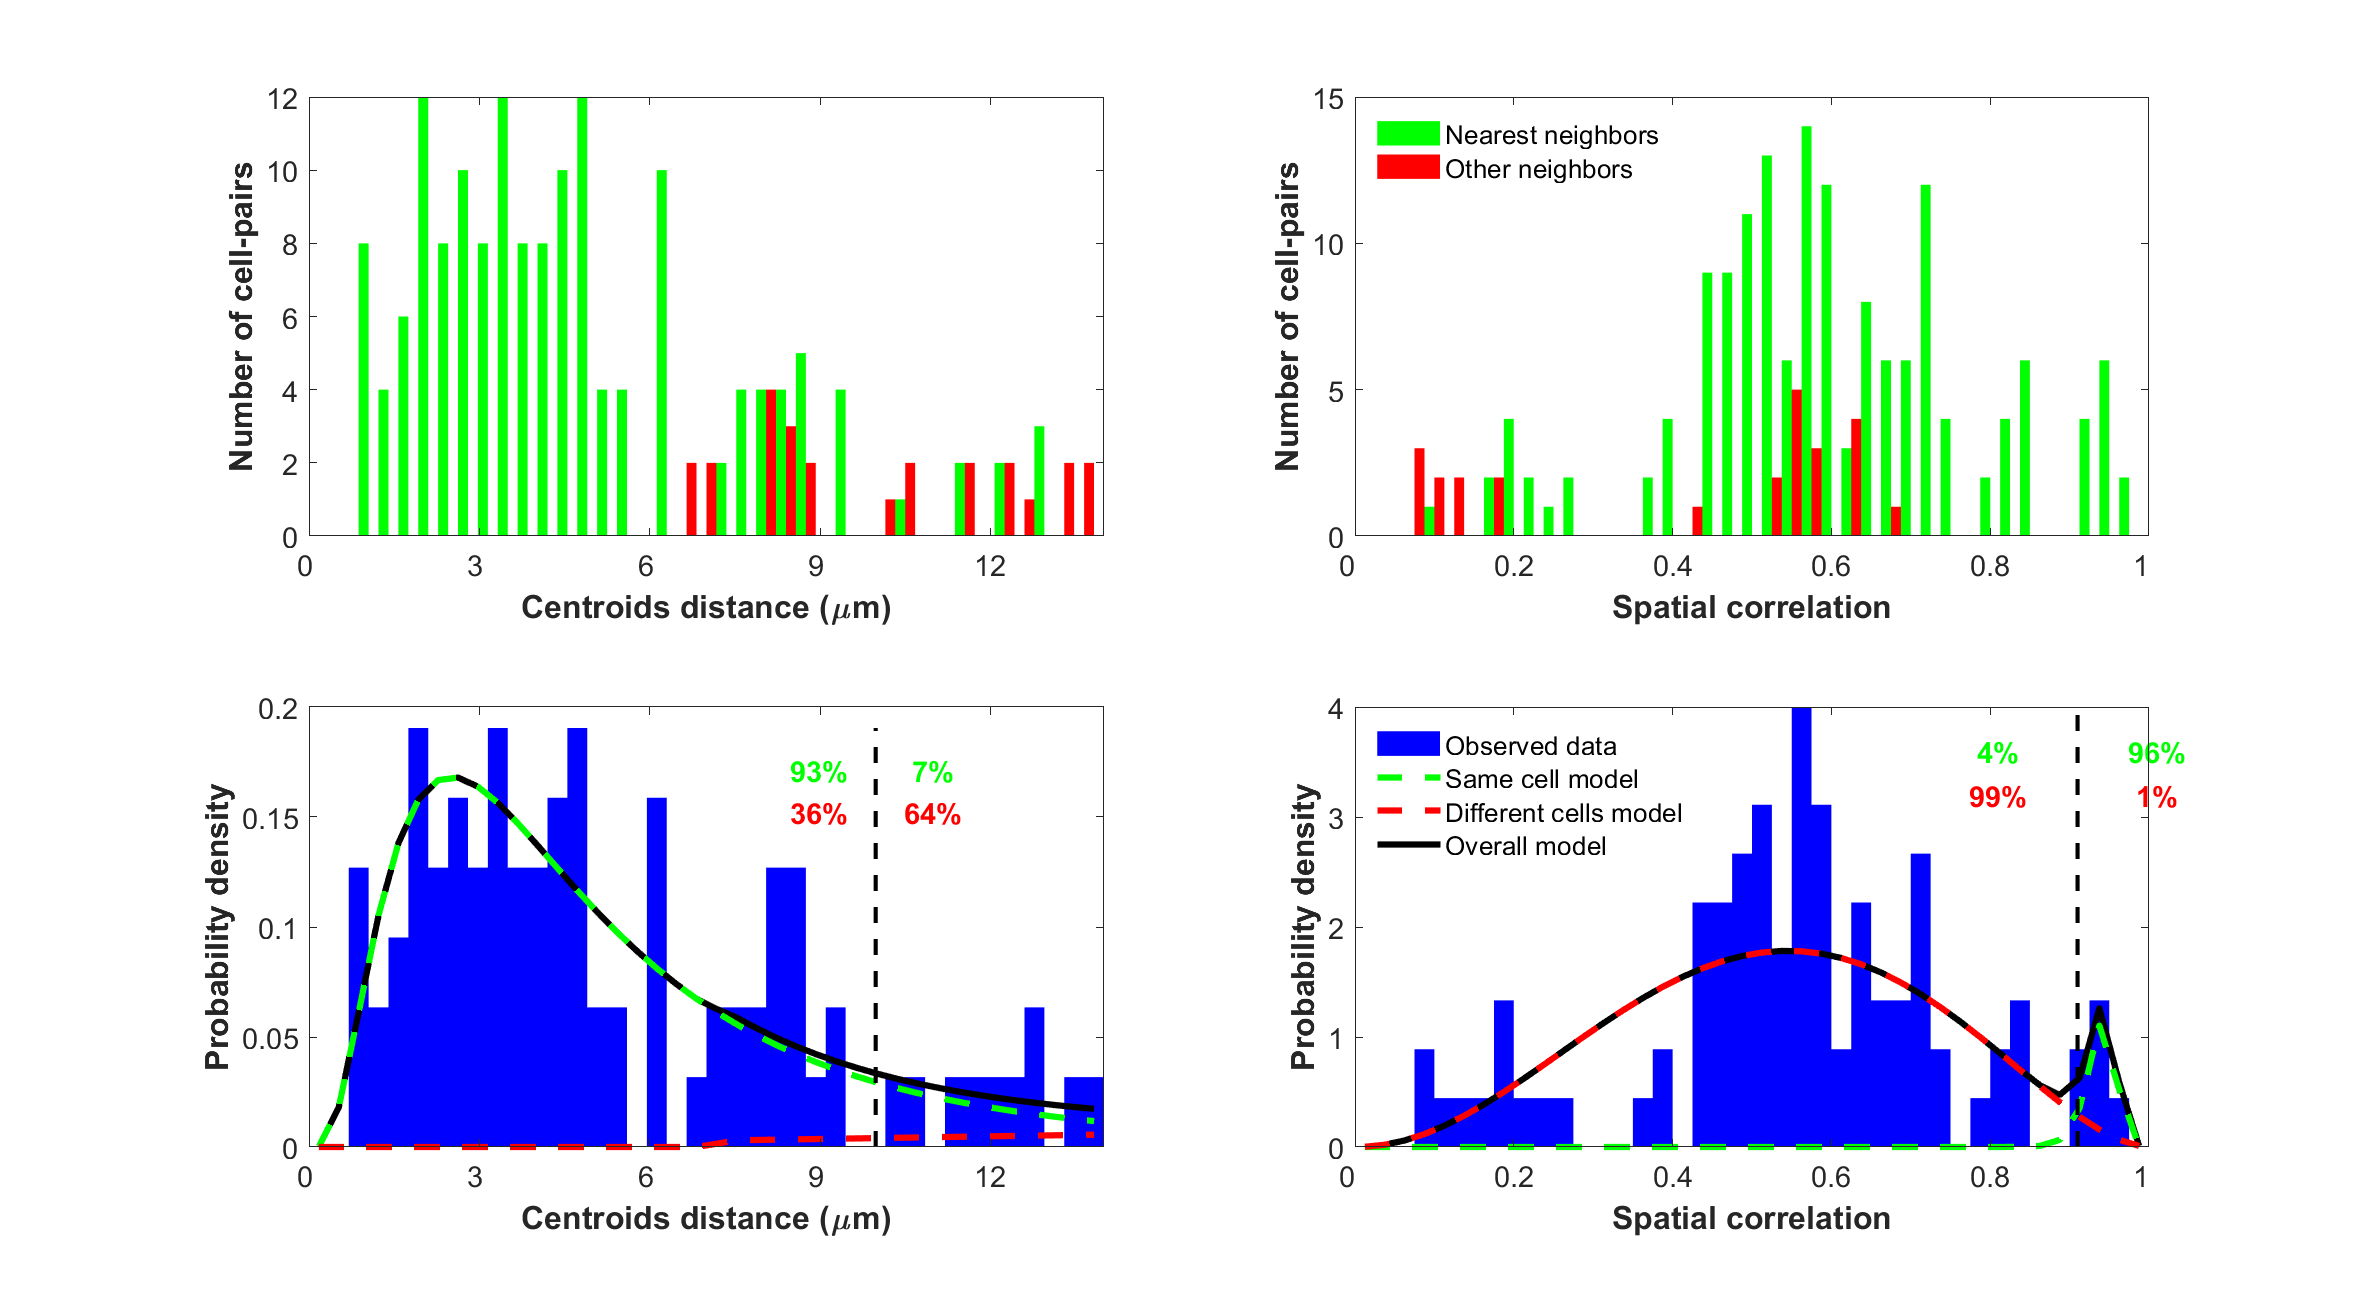 12
10
8
6
4
2
0
0 3 6 9 12
Number of cell-pairs
Centroids distance (μm)
15
10
5
0
0 0.2 0.4 0.6 0.8 1
Number of cell-pairs
Spatial correlation
Nearest neighbors
Other neighbors
0.2
0.15
0.1
0.05
0
0 3 6 9 12
Probability density
Centroids distance (μm)
93% 7%
36% 64%
4
3
2
1
0
0 0.2 0.4 0.6 0.8 1
Probability density
Spatial correlation
Observed data
Same cell model
Different cells model
Overall model
4% 96%
99% 1%